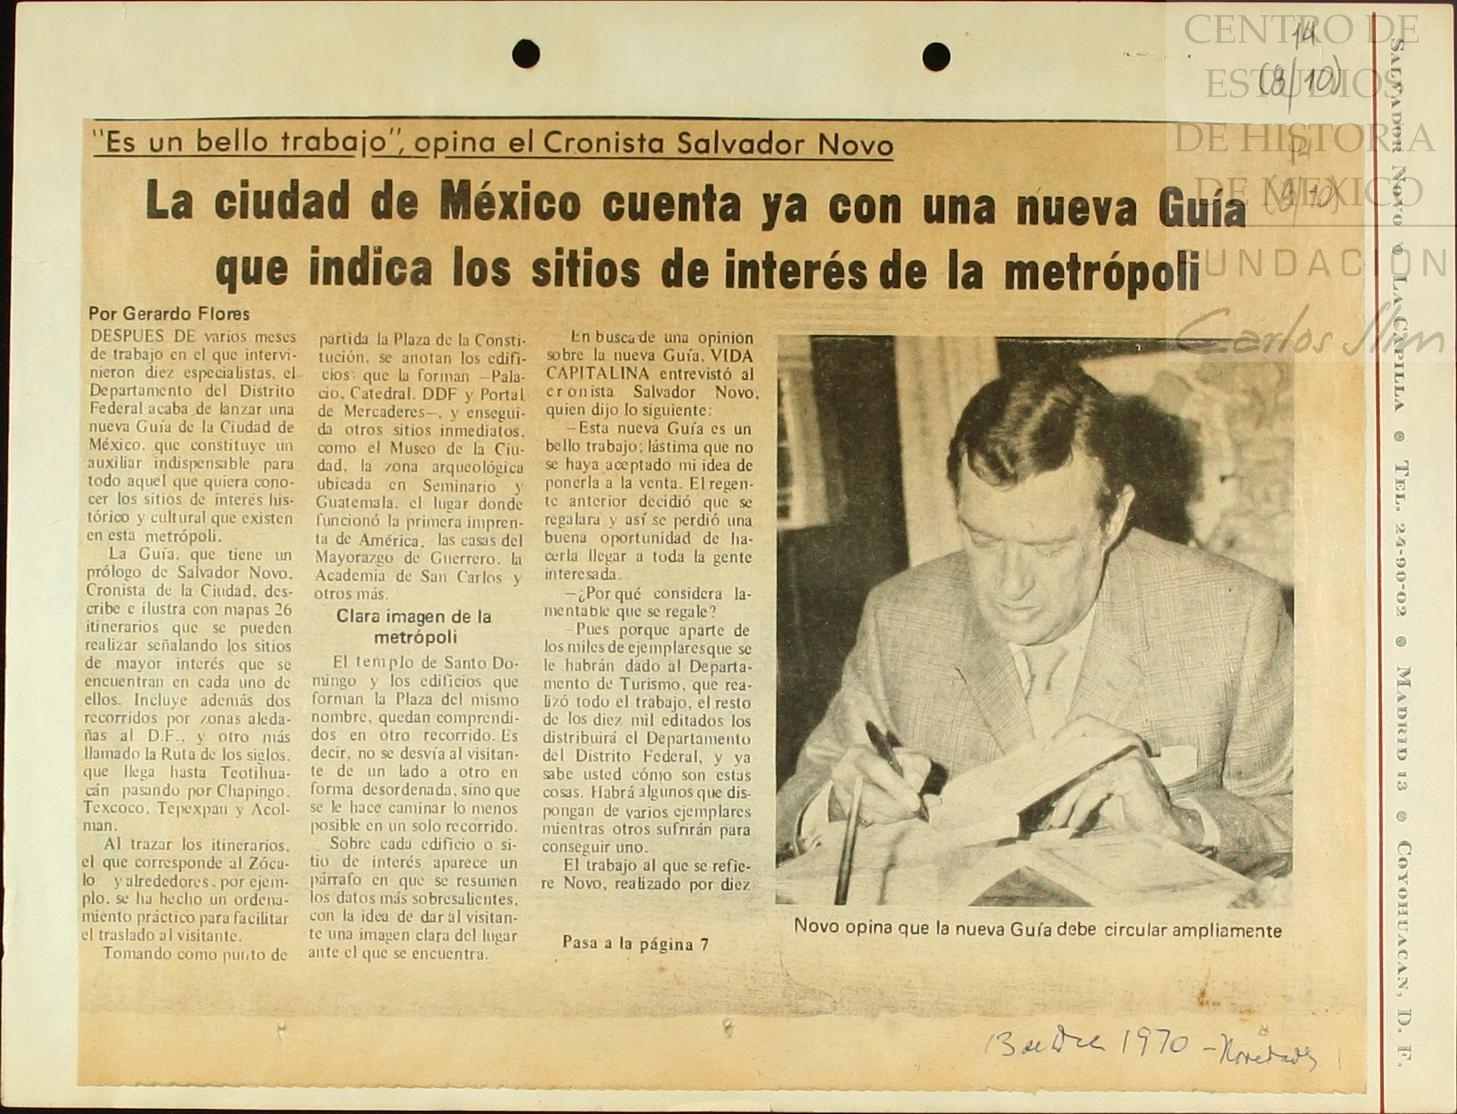 CENTRO DE
ESTUDIOS
DE HISTORIA
DE MEXICO
FUNDACIÓN
Carlos Slim
14
(8/10)
"Es un bello trabajo", opina el Cronista Salvador Novo
La ciudad de México cuenta ya con una nueva Guía
que indica los sitios de interés de la metrópoli
Por Gerardo Flores
DESPUES DE varios meses
de trabajo en el que intervi-
nieron diez especialistas, el
Departamento del Distrito
Federal acaba de lanzar una
nueva Guía de la Ciudad de
México, que constituye un
auxiliar indispensable para
todo aquel que quiera cono-
cer los sitios de interés his-
tórico y cultural que existen
en esta metrópoli.
La Guía, que tiene un
prólogo de Salvador Novo,
Cronista de la Ciudad, des-
cribe e ilustra con mapas 26
itinerarios que se pueden
realizar señalando los sitios
de mayor interés que se
encuentran en cada uno de
ellos. Incluye además dos
recorridos por zonas aleda-
ñas al D.F., y otro más
llamado la Ruta de los siglos,
que llega hasta Teotihua-
cán pasando por Chapingo,
Texcoco, Tepexpan y Acol-
man.
Al trazar los itinerarios,
el que corresponde al Zóca-
lo y alrededores, por ejem-
plo, se ha hecho un ordena-
miento práctico para facilitar
el traslado al visitante.
Tomando como punto de
partida la Plaza de la Consti-
tución, se anotan los edifi-
cios que la forman —Pala-
cio, Catedral, DDF y Portal
de Mercaderes—, y ensegui-
da otros sitios inmediatos,
como el Museo de la Ciu-
dad, la zona arqueológica
ubicada en Seminario y
Guatemala, el lugar donde
funcionó la primera impren-
ta de América, las casas del
Mayorazgo de Guerrero, la
Academia de San Carlos y
otros más.
Clara imagen de la
metrópoli
El templo de Santo Do-
mingo y los edificios que
forman la Plaza del mismo
nombre, quedan comprendi-
dos en otro recorrido. Es
decir, no se desvía al visitan-
te de un lado a otro en
forma desordenada, sino que
se le hace caminar lo menos
posible en un solo recorrido.
Sobre cada edificio o si-
tio de interés aparece un
párrafo en que se resumen
los datos más sobresalientes,
con la idea de dar al visitan-
te una imagen clara del lugar
ante el que se encuentra.
En busca de una opinión
sobre la nueva Guía, VIDA
CAPITALINA entrevistó al
cronista Salvador Novo,
quien dijo lo siguiente:
—Esta nueva Guía es un
bello trabajo; lástima que no
se haya aceptado mi idea de
ponerla a la venta. El regen-
te anterior decidió que se
regalara y así se perdió una
buena oportunidad de ha-
cerla llegar a toda la gente
interesada.
—¿Por qué considera la-
mentable que se regale?
—Pues porque aparte de
los miles de ejemplares que se
le habrán dado al Departa-
mento de Turismo, que rea-
lizó todo el trabajo, el resto
de los diez mil editados los
distribuirá el Departamento
del Distrito Federal, y ya
sabe usted cómo son estas
cosas. Habrá algunos que dis-
pongan de varios ejemplares
mientras otros sufrirán para
conseguir uno.
El trabajo al que se refie-
re Novo, realizado por diez
Pasa a la página 7
Novo opina que la nueva Guía debe circular ampliamente
13 de Dic 1970 - Novedades
SALVADOR NOVO LA CAPILLA TEL. 24-90-02 MADRID 13 COYOHUACAN, D. F.